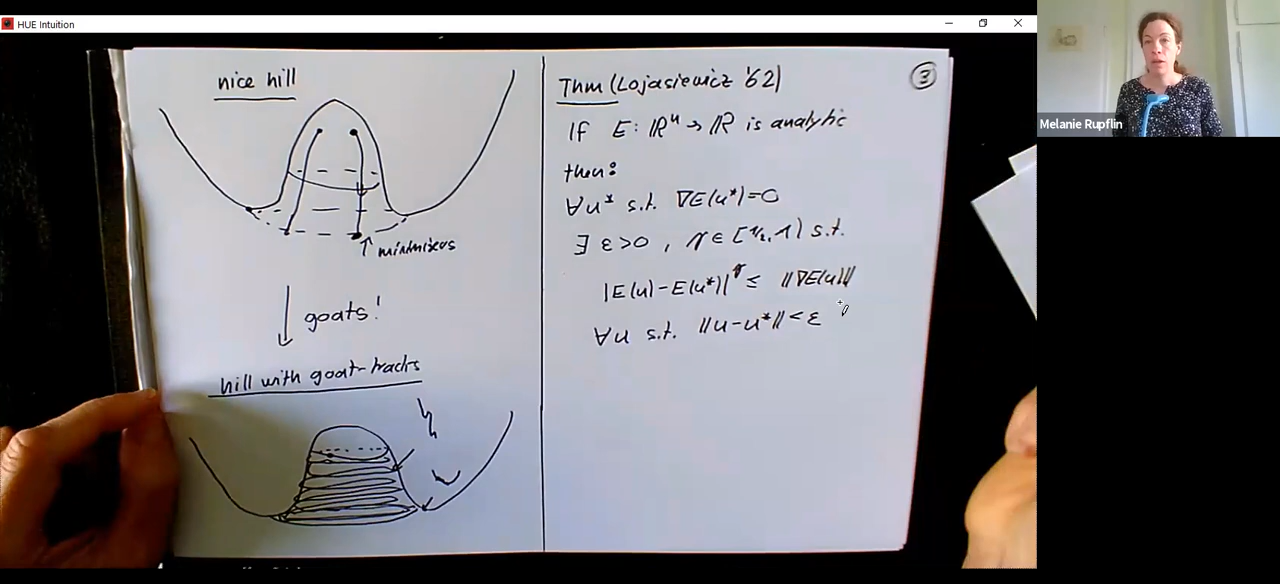 HUE Intuition
Melanie Rupflin
nice hill
↑ minimisers
↓ goats!
hill with goat-tracks
③
Thm (Lojasiewicz '62)
If E: ℝⁿ → ℝ is analytic
then:
∀u* s.t. ∇E(u*)=0
∃ ε>0, γ∈[1/2,1) s.t.
|E(u)-E(u*)|^γ ≤ ||∇E(u)||
∀u s.t. ||u-u*||<ε